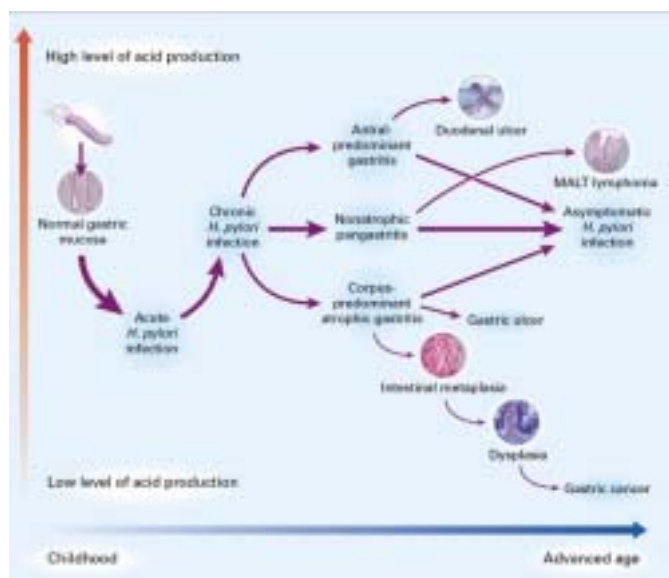 High level of acid production
Duodenal ulcer
Antral-
predominant
gastritis
MALT lymphoma
Normal gastric
mucosa
Chronic
H. pylori
infection
Nonatrophic
pangastritis
Asymptomatic
H. pylori
infection
Acute
H. pylori
infection
Corpus-
predominant
atrophic gastritis
Gastric ulcer
Intestinal metaplasia
Dysplasia
Low level of acid production
Gastric cancer
Childhood
Advanced age